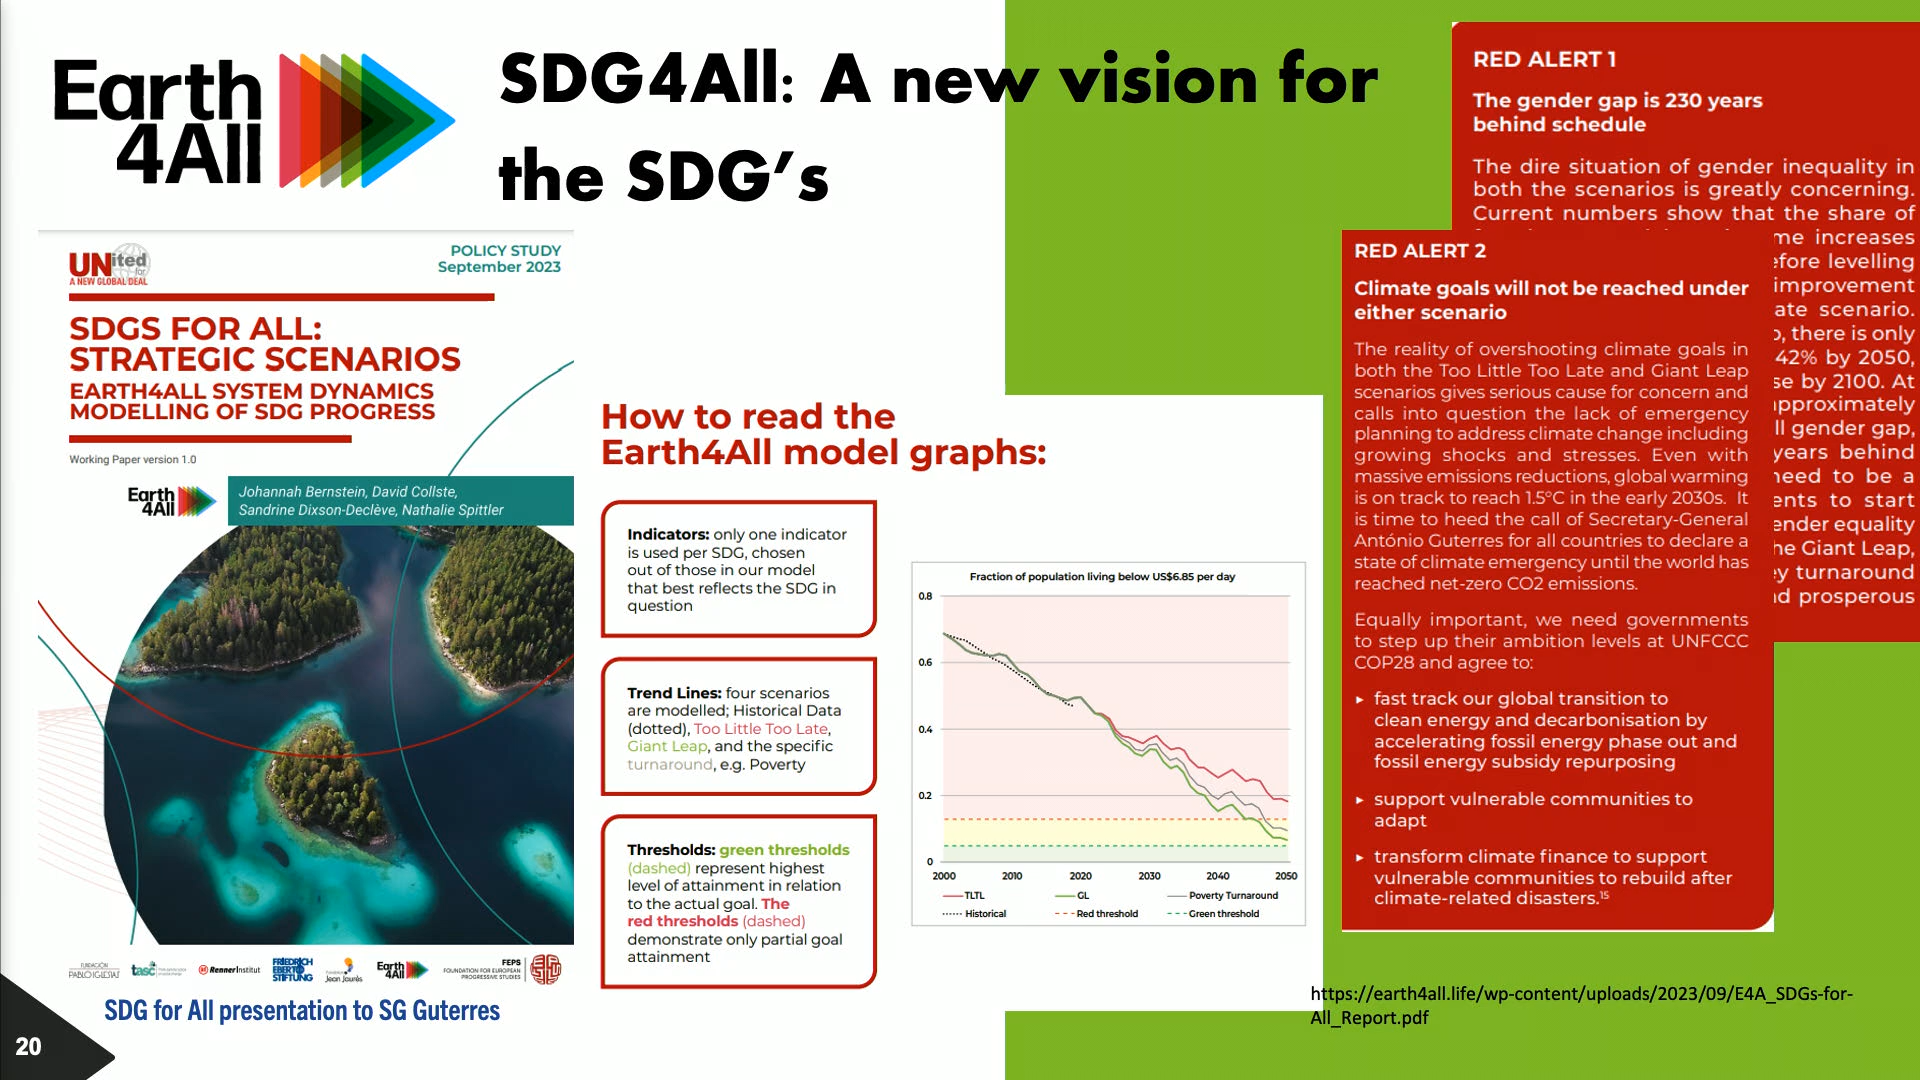 Earth
4All
SDG4All: A new vision for
the SDG's
UNited
for
A NEW GLOBAL DEAL
POLICY STUDY
September 2023
SDGS FOR ALL:
STRATEGIC SCENARIOS
EARTH4ALL SYSTEM DYNAMICS
MODELLING OF SDG PROGRESS
Working Paper version 1.0
Earth
4All
Johannah Bernstein, David Collste,
Sandrine Dixson-Declève, Nathalie Spittler
FUNDACIÓN
PABLO IGLESIAS
tasc
Renner Institut
FRIEDRICH
EBERT
STIFTUNG
Jean Jaurès
Earth
4All
FEPS
FOUNDATION FOR EUROPEAN
PROGRESSIVE STUDIES
SDG for All presentation to SG Guterres
20
How to read the
Earth4All model graphs:
Indicators: only one indicator
is used per SDG, chosen
out of those in our model
that best reflects the SDG in
question
Trend Lines: four scenarios
are modelled; Historical Data
(dotted), Too Little Too Late,
Giant Leap, and the specific
turnaround, e.g. Poverty
Thresholds: green thresholds
(dashed) represent highest
level of attainment in relation
to the actual goal. The
red thresholds (dashed)
demonstrate only partial goal
attainment
Fraction of population living below US$6.85 per day
0.8
0.6
0.4
0.2
0
2000 2010 2020 2030 2040 2050
TLTL GL Poverty Turnaround
Historical Red threshold Green threshold
RED ALERT 1
The gender gap is 230 years
behind schedule
The dire situation of gender inequality in
both the scenarios is greatly concerning.
Current numbers show that the share of
me increases
efore levelling
improvement
ate scenario.
o, there is only
42% by 2050,
se by 2100. At
approximately
ll gender gap,
years behind
need to be a
ents to start
ender equality
he Giant Leap,
ey turnaround
nd prosperous
RED ALERT 2
Climate goals will not be reached under
either scenario
The reality of overshooting climate goals in
both the Too Little Too Late and Giant Leap
scenarios gives serious cause for concern and
calls into question the lack of emergency
planning to address climate change including
growing shocks and stresses. Even with
massive emissions reductions, global warming
is on track to reach 1.5°C in the early 2030s. It
is time to heed the call of Secretary-General
António Guterres for all countries to declare a
state of climate emergency until the world has
reached net-zero CO2 emissions.
Equally important, we need governments
to step up their ambition levels at UNFCCC
COP28 and agree to:
▸ fast track our global transition to
clean energy and decarbonisation by
accelerating fossil energy phase out and
fossil energy subsidy repurposing
▸ support vulnerable communities to
adapt
▸ transform climate finance to support
vulnerable communities to rebuild after
climate-related disasters.¹⁵
https://earth4all.life/wp-content/uploads/2023/09/E4A_SDGs-for-
All_Report.pdf